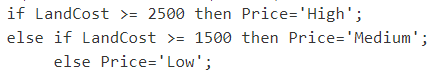 if LandCost >= 2500 then Price='High';
else if LandCost >= 1500 then Price='Medium';
else Price='Low';